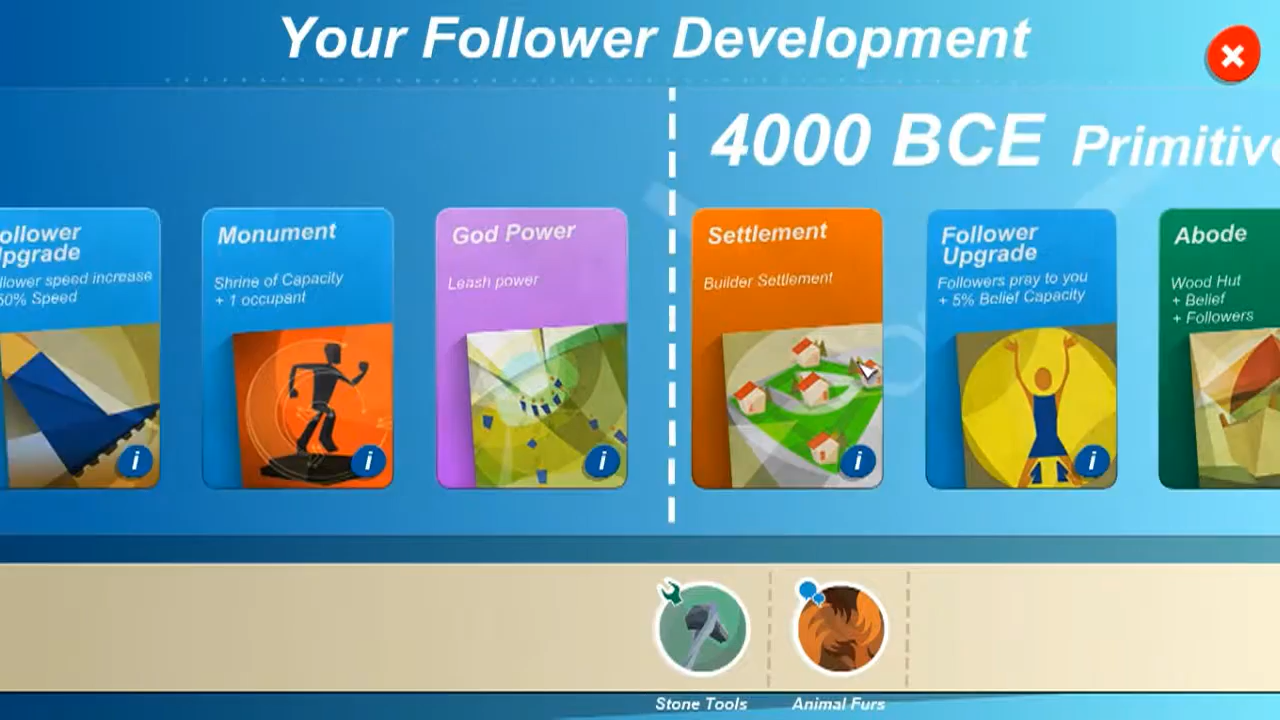 Your Follower Development
4000 BCE Primitive
ollower
pgrade
llower speed increase
50% Speed
Monument
Shrine of Capacity
+ 1 occupant
God Power
Leash power
Settlement
Builder Settlement
Follower
Upgrade
Followers pray to you
+ 5% Belief Capacity
Abode
Wood Hut
+ Belief
+ Followers
i
i
i
i
i
Stone Tools
Animal Furs